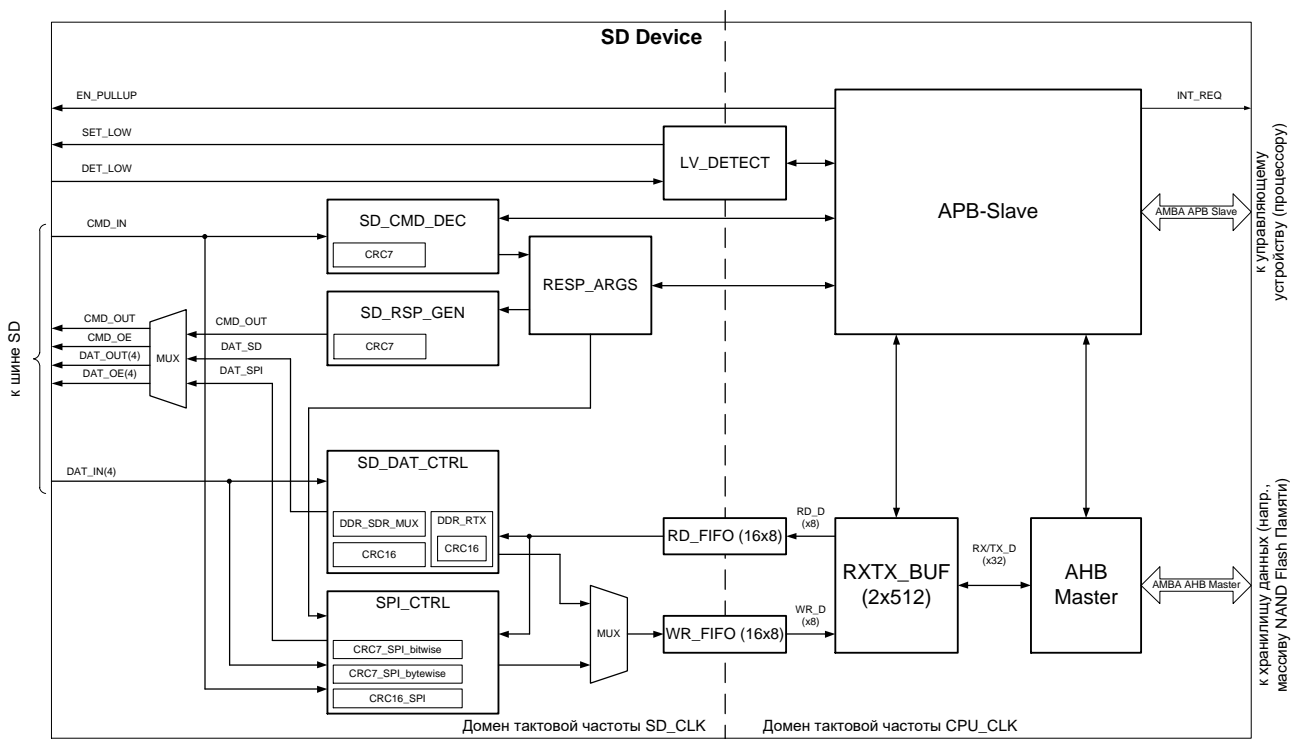 SD Device
EN_PULLUP
INT_REQ
SET_LOW
DET_LOW
LV_DETECT
APB-Slave
AMBA APB Slave
к управляющему
устройству (процессору)
CMD_IN
SD_CMD_DEC
CRC7
RESP_ARGS
SD_RSP_GEN
CRC7
к шине SD
CMD_OUT
CMD_OE
DAT_OUT(4)
DAT_OE(4)
MUX
CMD_OUT
DAT_SD
DAT_SPI
DAT_IN(4)
SD_DAT_CTRL
DDR_SDR_MUX
CRC16
DDR_RTX
CRC16
RD_FIFO (16x8)
RD_D
(x8)
RXTX_BUF
(2x512)
RX/TX_D
(x32)
AHB
Master
AMBA AHB Master
к хранилищу данных (напр.,
массиву NAND Flash Памяти)
SPI_CTRL
CRC7_SPI_bitwise
CRC7_SPI_bytewise
CRC16_SPI
MUX
WR_FIFO (16x8)
WR_D
(x8)
Домен тактовой частоты SD_CLK
Домен тактовой частоты CPU_CLK